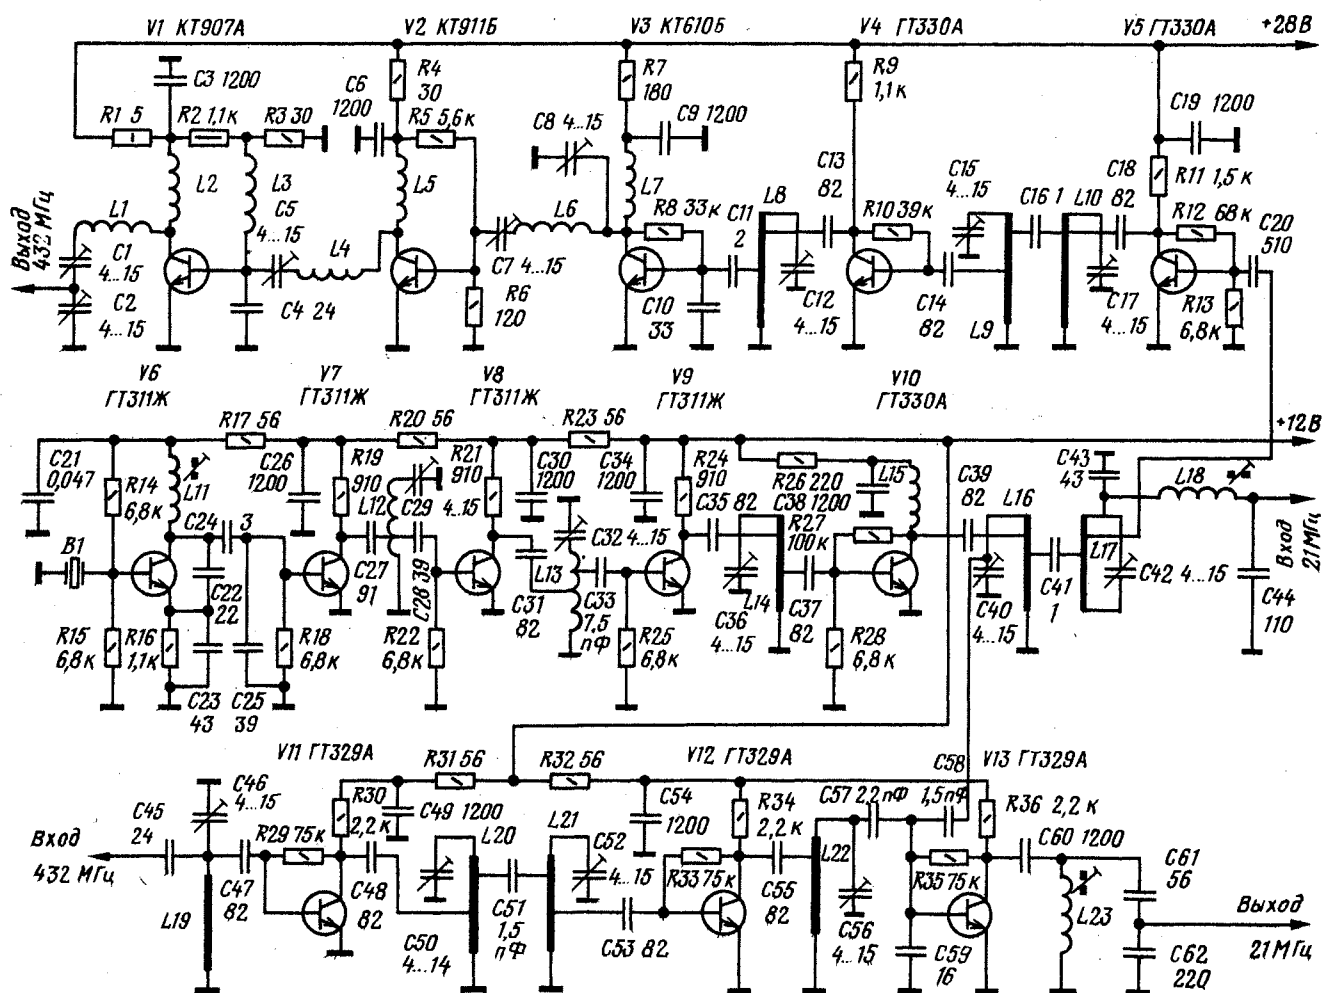 V1 КТ907А
V2 КТ911Б
V3 КТ610Б
V4 ГТ330А
V5 ГТ330А
+28В
C3 1200
C6
1200
R4
30
R7
180
R9
1,1к
C19 1200
R1 5
R2 1,1к
R3 30
R5 5,6к
C8 4...15
C9 1200
C13
82
C15
4...15
C18
82
R11 1,5к
L2
L3
L5
L7
L8
C16 1
L10
Выход
432 МГц
L1
C5
4...15
L4
L6
R8 33к
C11
2
R10 39к
R12 68к
C20
510
C1
4...15
C2
4...15
C4 24
C7 4...15
R6
120
C10
33
C12
4...15
C14
82
L9
C17
4...15
R13
6,8к
V6
ГТ311Ж
V7
ГТ311Ж
V8
ГТ311Ж
V9
ГТ311Ж
V10
ГТ330А
R17 56
R20 56
R23 56
+12В
C21
0,047
R14
6,8к
L11
C26
1200
R19
910
L12
C29
4...15
R21
910
C30
1200
C34
1200
R24
910
R26 220
L15
C38 1200
C39
82
L16
C43
43
L18
C24
3
C35 82
R27
100к
Вход
21 МГц
B1
C22
22
C27
91
C28 39
C31
82
L13
C32 4...15
C33
7,5
пФ
C36
4...15
L14
C37
82
C40
4...15
C41
1
L17
C42 4...15
C44
110
R15
6,8к
R16
1,1к
R18
6,8к
R22
6,8к
R25
6,8к
R28
6,8к
C23
43
C25
39
V11 ГТ329А
R31 56
R32 56
V12 ГТ329А
V13 ГТ329А
C45
24
C46
4...15
R30
2,2к
C49 1200
L20
L21
C52
4...15
C54
1200
R34
2,2к
C57 2,2 пФ
C58
1,5 пФ
R36 2,2к
C60 1200
C61
56
Вход
432 МГц
R29 75к
R33 75к
L22
R35 75к
L19
C47
82
C48
82
C50
4...14
C51
1,5
пФ
C53 82
C55
82
C56
4...15
C59
16
L23
C62
220
Выход
21 МГц